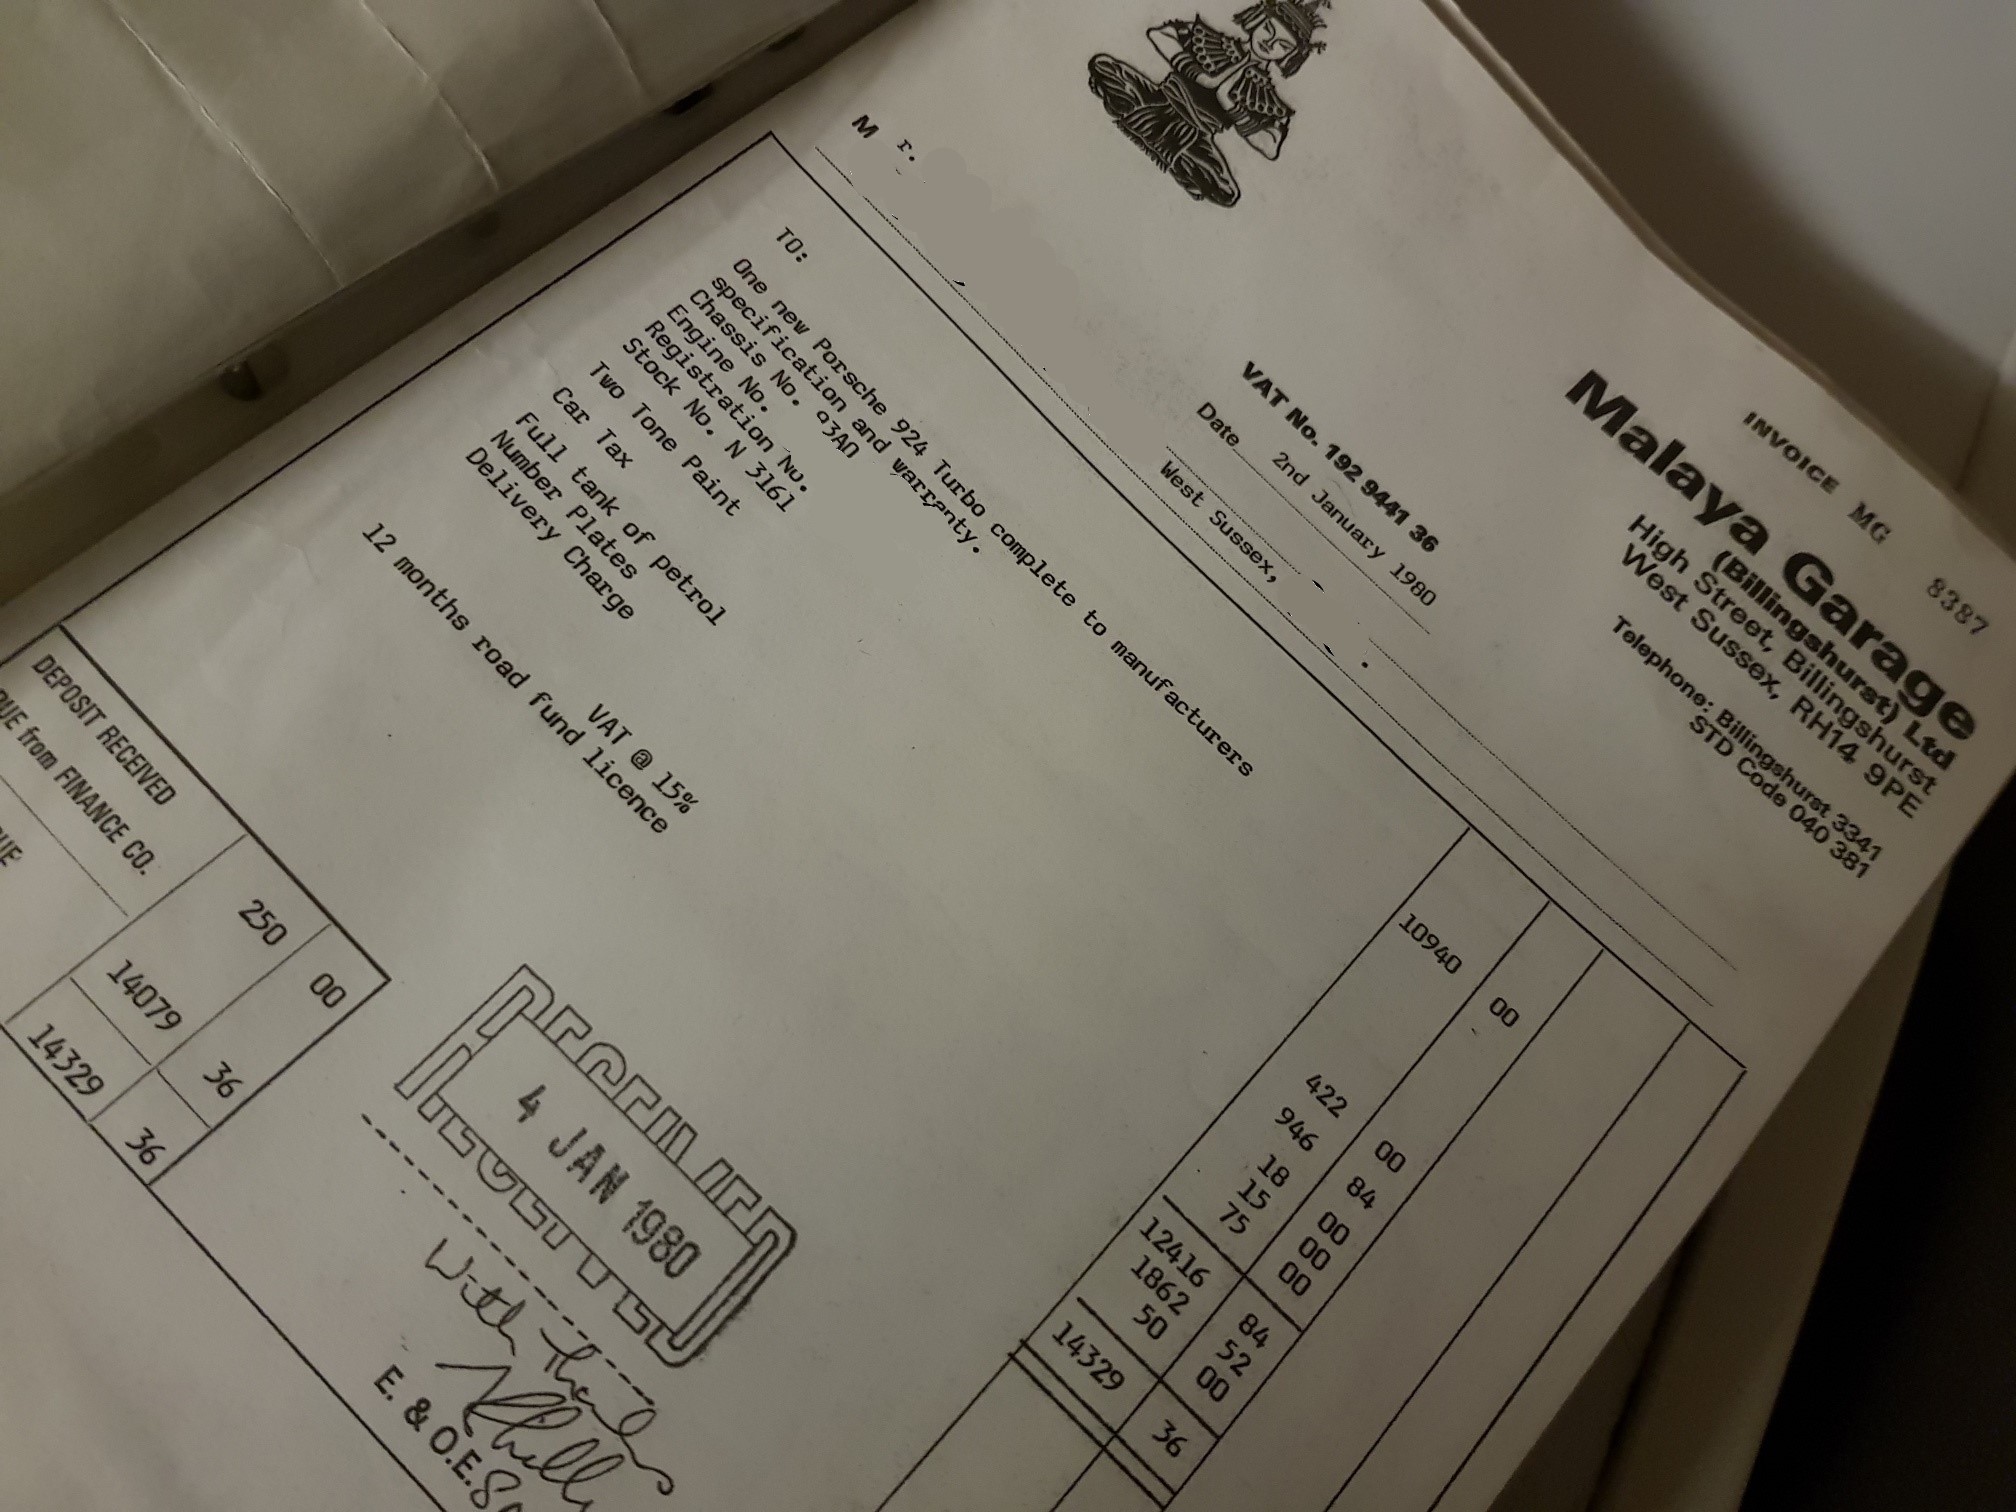 INVOICE MG 8387
Malaya Garage
(Billingshurst) Ltd
High Street, Billingshurst
West Sussex, RH14 9PE
Telephone: Billingshurst 3341
STD Code 040 381
VAT No. 192 9441 36
Date 2nd January 1980
M r.
West Sussex,
TO:
One new Porsche 924 Turbo complete to manufacturers
specification and warranty. 10940 00
Chassis No. 93A0
Engine No.
Registration No.
Stock No. N 3161
Two Tone Paint 422 00
Car Tax 946 84
Full tank of petrol 18 00
Number Plates 15 00
Delivery Charge 75 00
12416 84
VAT @ 15% 1862 52
12 months road fund licence 50 00
14329 36
DEPOSIT RECEIVED 250 00
DUE from FINANCE CO. 14079 36
14329 36
4 JAN 1980
With thanks
E. & O.E.